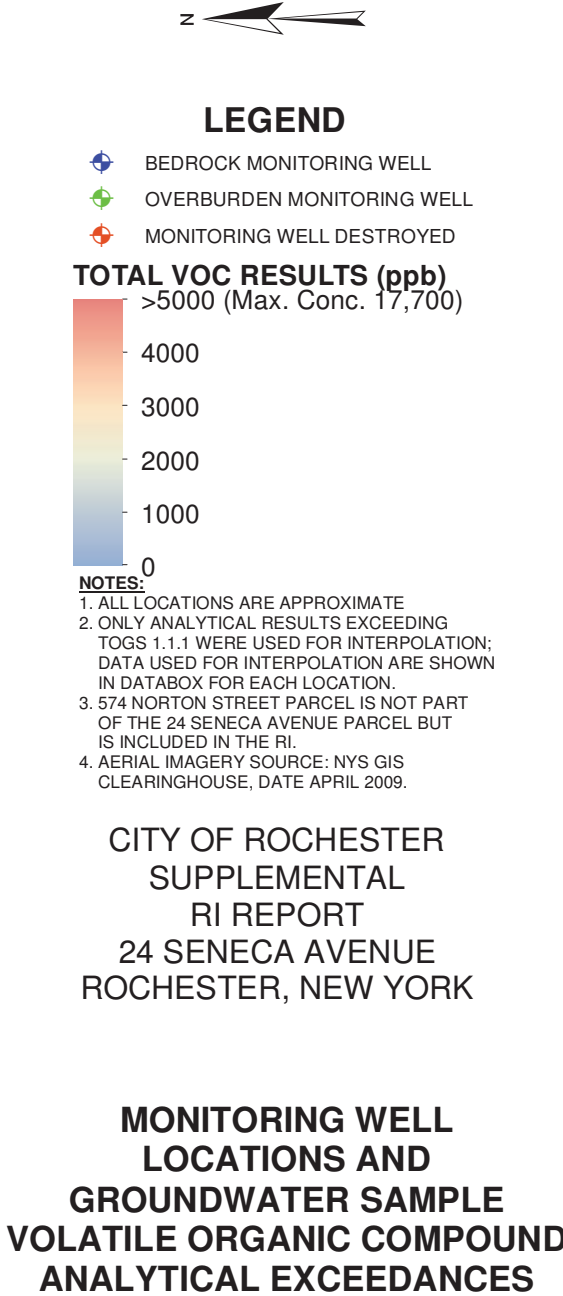 N
LEGEND
BEDROCK MONITORING WELL
OVERBURDEN MONITORING WELL
MONITORING WELL DESTROYED
TOTAL VOC RESULTS (ppb)
>5000 (Max. Conc. 17,700)
4000
3000
2000
1000
0
NOTES:
1. ALL LOCATIONS ARE APPROXIMATE
2. ONLY ANALYTICAL RESULTS EXCEEDING
TOGS 1.1.1 WERE USED FOR INTERPOLATION;
DATA USED FOR INTERPOLATION ARE SHOWN
IN DATABOX FOR EACH LOCATION.
3. 574 NORTON STREET PARCEL IS NOT PART
OF THE 24 SENECA AVENUE PARCEL BUT
IS INCLUDED IN THE RI.
4. AERIAL IMAGERY SOURCE: NYS GIS
CLEARINGHOUSE, DATE APRIL 2009.
CITY OF ROCHESTER
SUPPLEMENTAL
RI REPORT
24 SENECA AVENUE
ROCHESTER, NEW YORK
MONITORING WELL
LOCATIONS AND
GROUNDWATER SAMPLE
VOLATILE ORGANIC COMPOUND
ANALYTICAL EXCEEDANCES